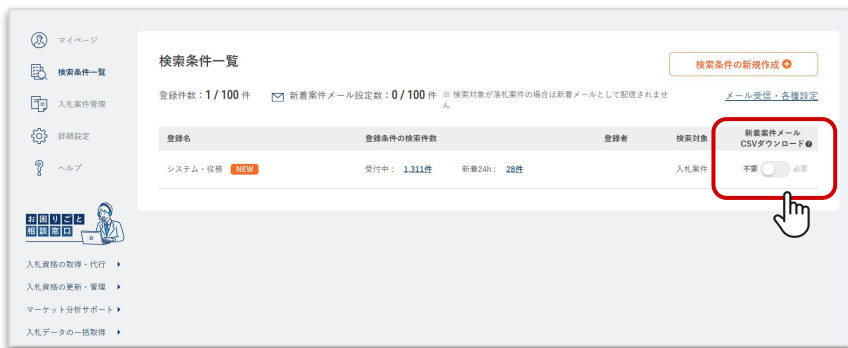 マイページ
検索条件一覧
入札案件管理
詳細設定
ヘルプ
お困りごと
相談窓口
入札資格の取得・代行
入札資格の更新・管理
マーケット分析サポート
入札データの一括取得
検索条件一覧
検索条件の新規作成
登録件数：1 / 100 件 新着案件メール設定数：0 / 100 件 ※ 検索対象が落札案件の場合は新着メールとして配信されませ
ん
メール受信・各種設定
登録名 登録条件の検索件数 登録者 検索対象 新着案件メール
CSVダウンロード
システム・役務 NEW 受付中： 1,311件 新着24h： 28件 入札案件 不要 必要